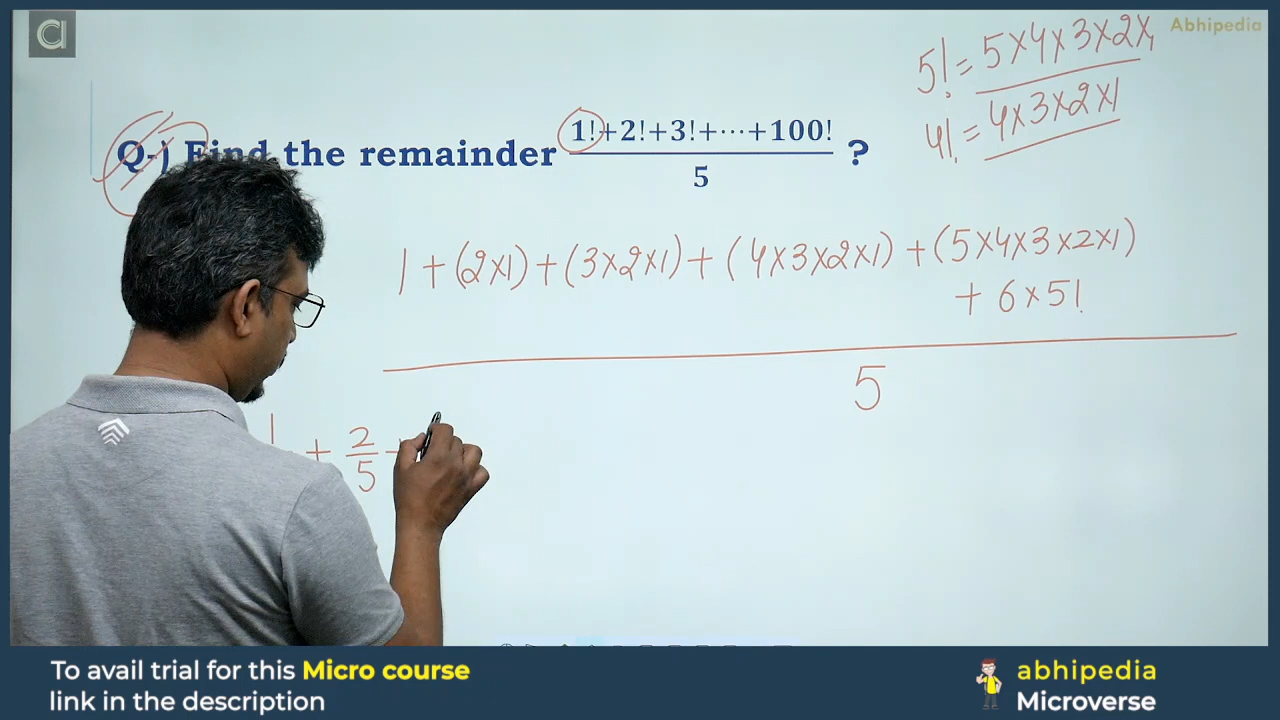 Abhipedia
5! = 5×4×3×2×1
4! = 4×3×2×1
Q-) Find the remainder 1!+2!+3!+⋯+100! / 5 ?
1 + (2×1) + (3×2×1) + (4×3×2×1) + (5×4×3×2×1)
+ 6×5!
5
1 + 2/5 +
To avail trial for this Micro course
link in the description
abhipedia
Microverse